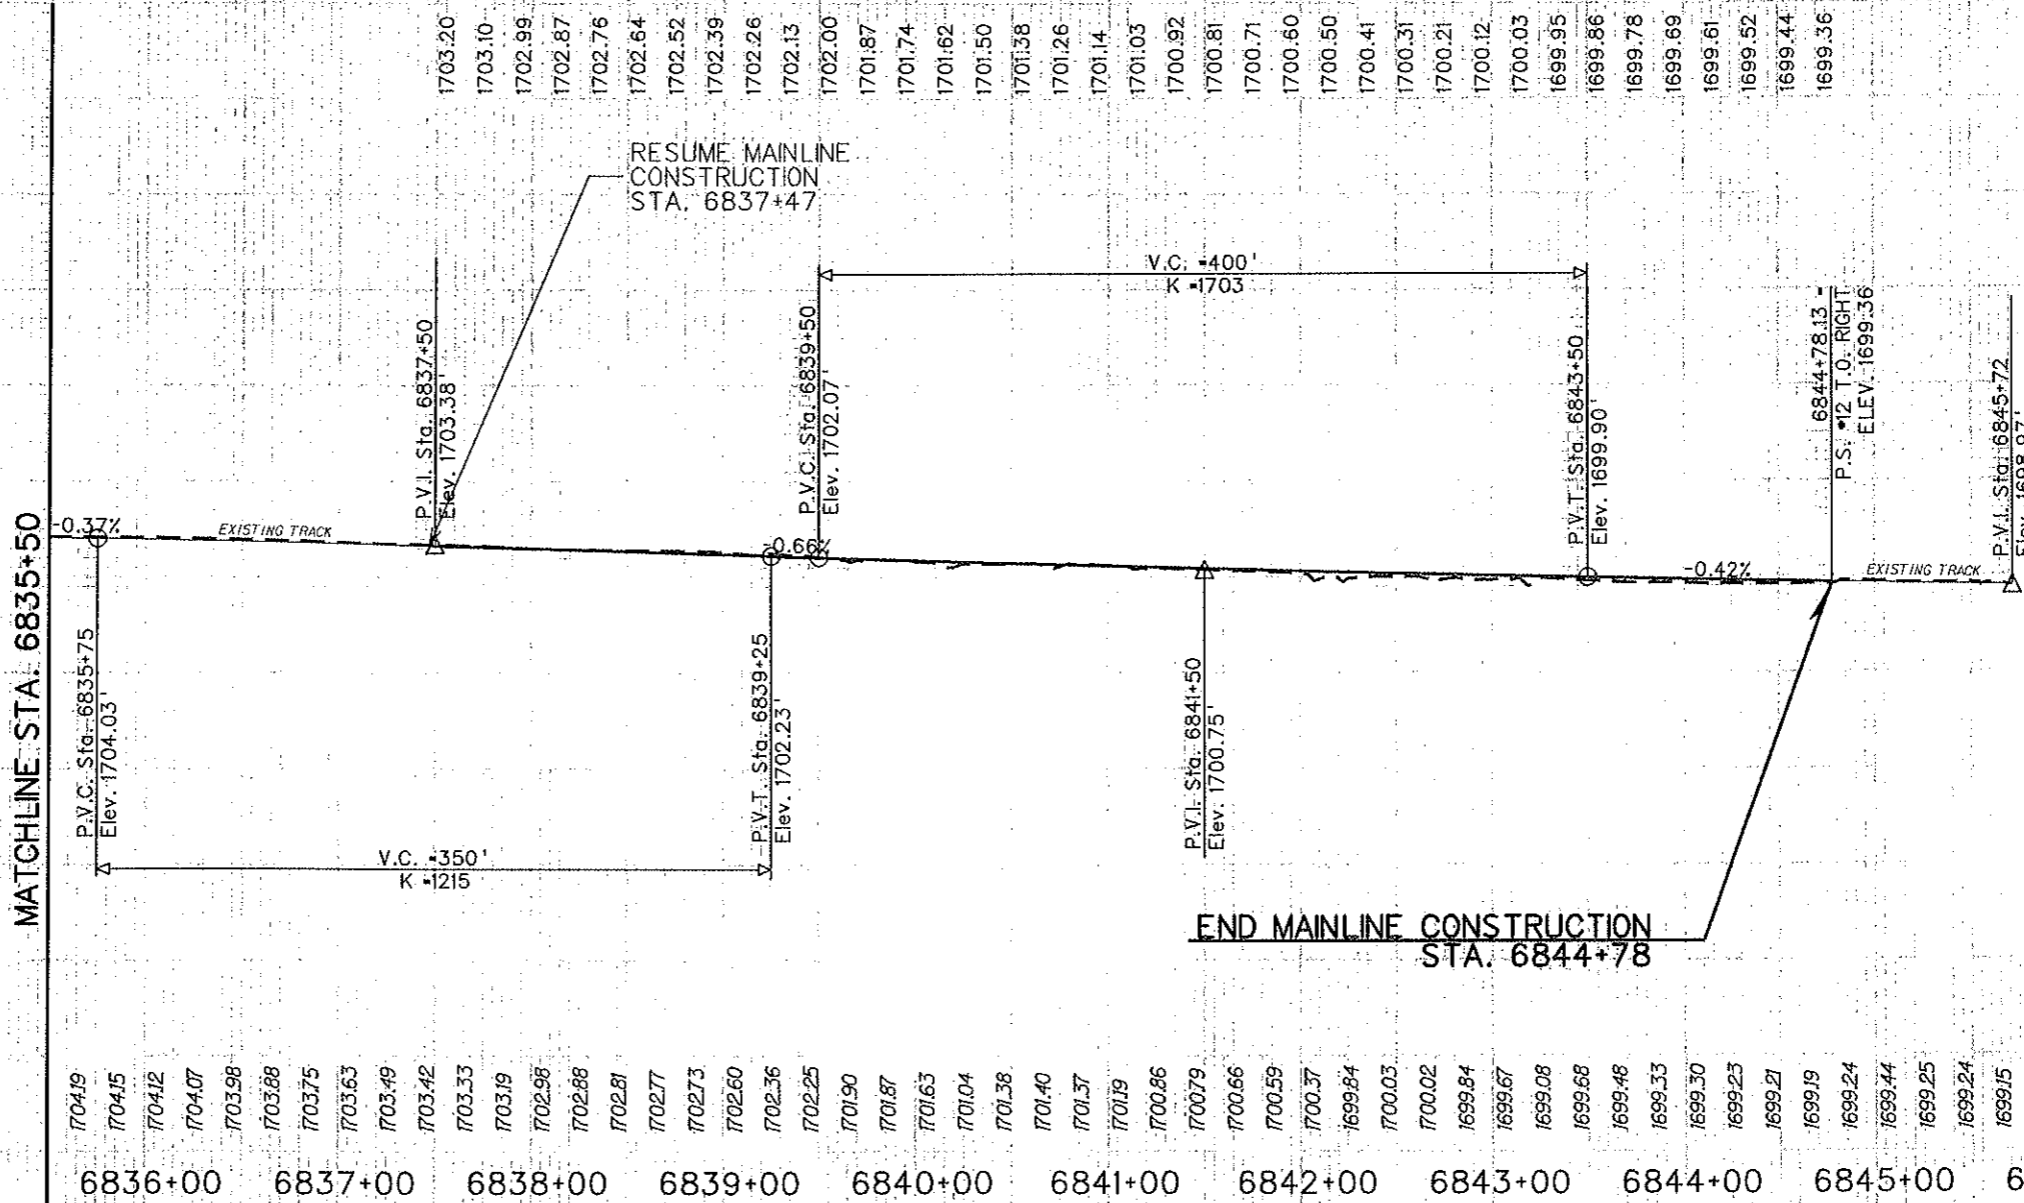 1703.20 1703.10 1702.99 1702.87 1702.76 1702.64 1702.52 1702.39 1702.26 1702.13 1702.00 1701.87 1701.74 1701.62 1701.50 1701.38 1701.26 1701.14 1701.03 1700.92 1700.81 1700.71 1700.60 1700.50 1700.41 1700.31 1700.21 1700.12 1700.03 1699.95 1699.86 1699.78 1699.69 1699.61 1699.52 1699.44 1699.36
RESUME MAINLINE
CONSTRUCTION
STA. 6837+47
V.C. =400'
K =1703
P.V.I. Sta. 6837+50
Elev. 1703.38'
P.V.C. Sta. 6839+50
Elev. 1702.07'
P.V.T. Sta. 6843+50
Elev. 1699.90'
6844+78.13 =
P.S. #12 T.O. RIGHT
ELEV. 1699.36
P.V.I. Sta. 6845+72
Elev. 1698.97'
MATCHLINE STA. 6835+50
-0.37%
EXISTING TRACK
-0.66%
-0.42%
EXISTING TRACK
P.V.C. Sta. 6835+75
Elev. 1704.03'
P.V.T. Sta. 6839+25
Elev. 1702.23'
P.V.I. Sta. 6841+50
Elev. 1700.75'
V.C. =350'
K =1215
END MAINLINE CONSTRUCTION
STA. 6844+78
1704.19 1704.15 1704.12 1704.07 1703.98 1703.88 1703.75 1703.63 1703.49 1703.42 1703.33 1703.19 1702.98 1702.88 1702.81 1702.77 1702.73 1702.60 1702.36 1702.25 1701.90 1701.87 1701.63 1701.04 1701.38 1701.40 1701.37 1701.19 1700.86 1700.79 1700.66 1700.59 1700.37 1699.84 1700.03 1700.02 1699.84 1699.67 1699.08 1699.68 1699.48 1699.33 1699.30 1699.23 1699.21 1699.19 1699.24 1699.44 1699.25 1699.24 1699.15
6836+00 6837+00 6838+00 6839+00 6840+00 6841+00 6842+00 6843+00 6844+00 6845+00 6